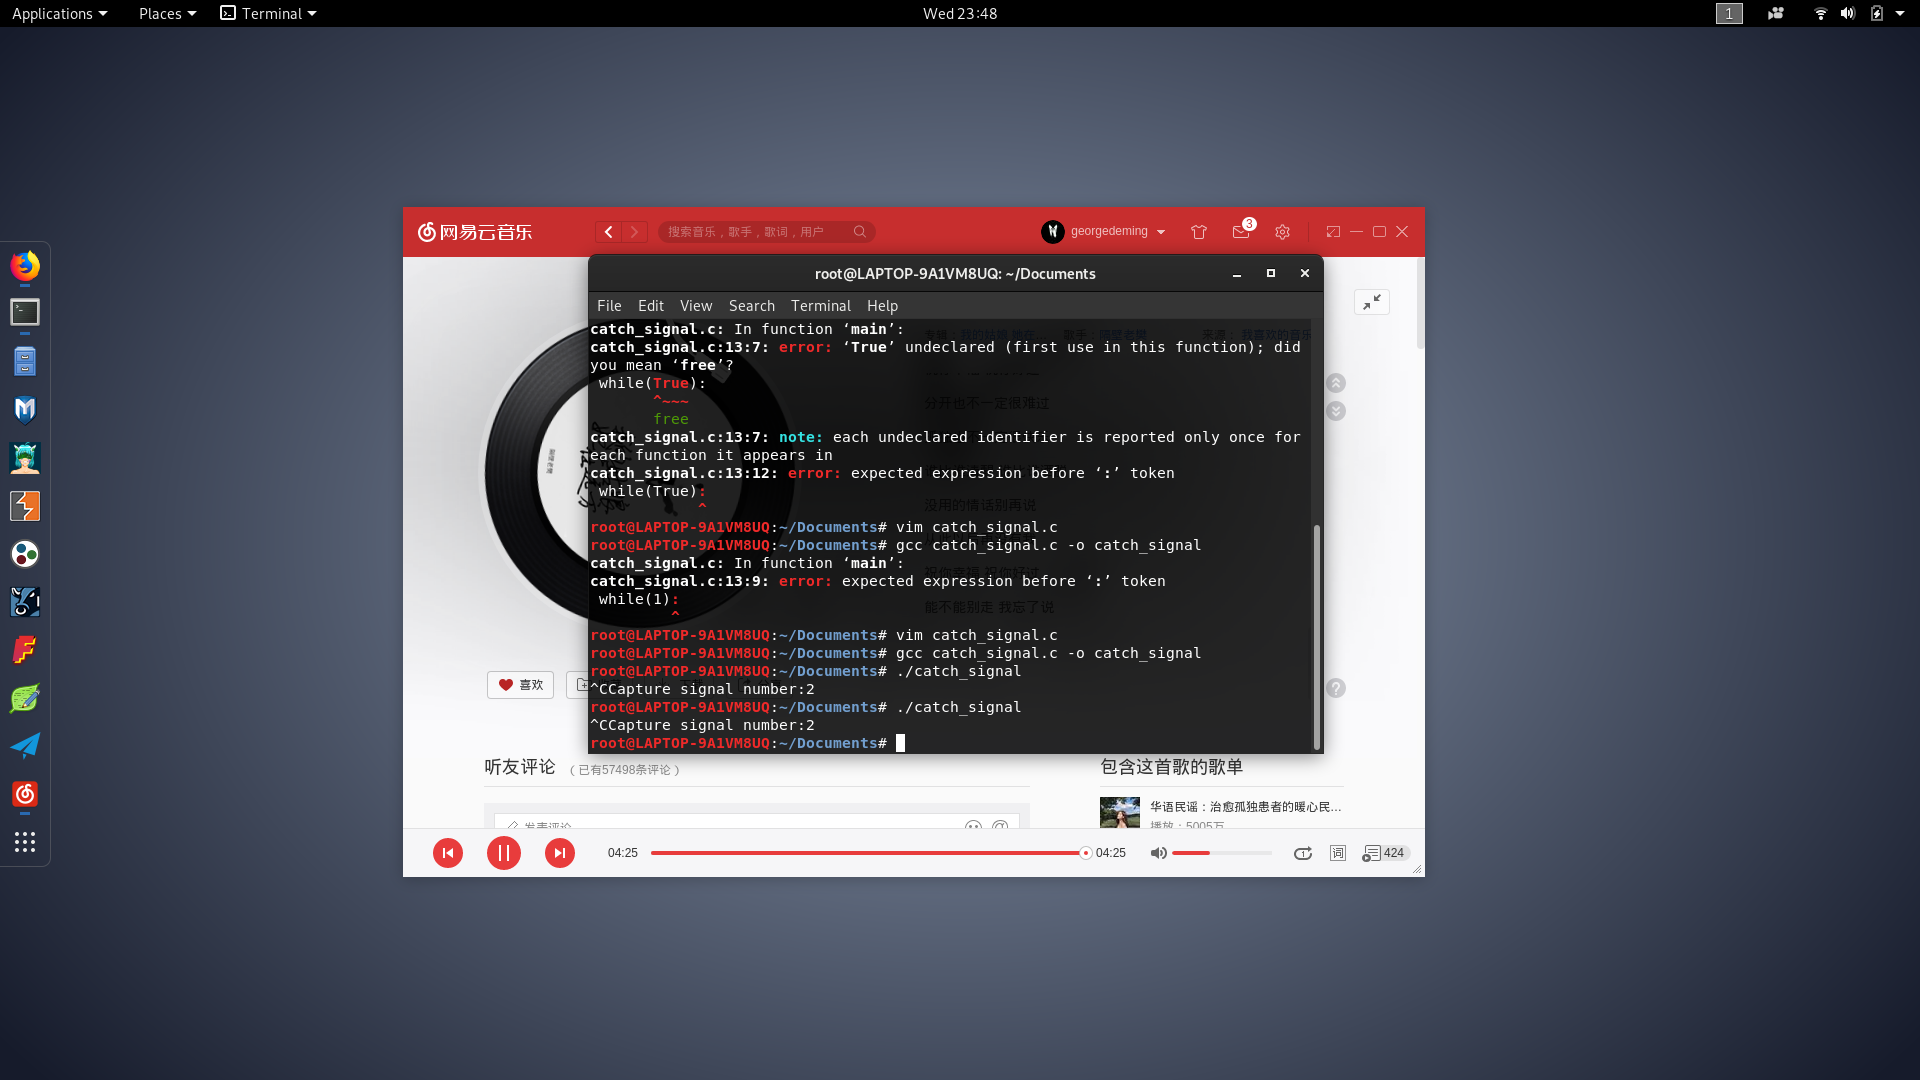 Applications
Places
Terminal
Wed 23:48
1
网易云音乐
搜索音乐，歌手，歌词，用户
georgedeming
3
root@LAPTOP-9A1VM8UQ: ~/Documents
File Edit View Search Terminal Help
catch_signal.c: In function ‘main’:
catch_signal.c:13:7: error: ‘True’ undeclared (first use in this function); did
you mean ‘free’?
while(True):
^~~~
free
catch_signal.c:13:7: note: each undeclared identifier is reported only once for
each function it appears in
catch_signal.c:13:12: error: expected expression before ‘:’ token
while(True):
^
root@LAPTOP-9A1VM8UQ:~/Documents# vim catch_signal.c
root@LAPTOP-9A1VM8UQ:~/Documents# gcc catch_signal.c -o catch_signal
catch_signal.c: In function ‘main’:
catch_signal.c:13:9: error: expected expression before ‘:’ token
while(1):
^
root@LAPTOP-9A1VM8UQ:~/Documents# vim catch_signal.c
root@LAPTOP-9A1VM8UQ:~/Documents# gcc catch_signal.c -o catch_signal
root@LAPTOP-9A1VM8UQ:~/Documents# ./catch_signal
^CCapture signal number:2
root@LAPTOP-9A1VM8UQ:~/Documents# ./catch_signal
^CCapture signal number:2
root@LAPTOP-9A1VM8UQ:~/Documents#
分开也不一定很难过
没用的情话别再说
祝你幸福 祝你好过
能不能别走 我忘了说
喜欢
听友评论 （已有57498条评论）
发表评论
包含这首歌的歌单
华语民谣：治愈孤独患者的暖心民...
播放：5005万
04:25
04:25
词
424